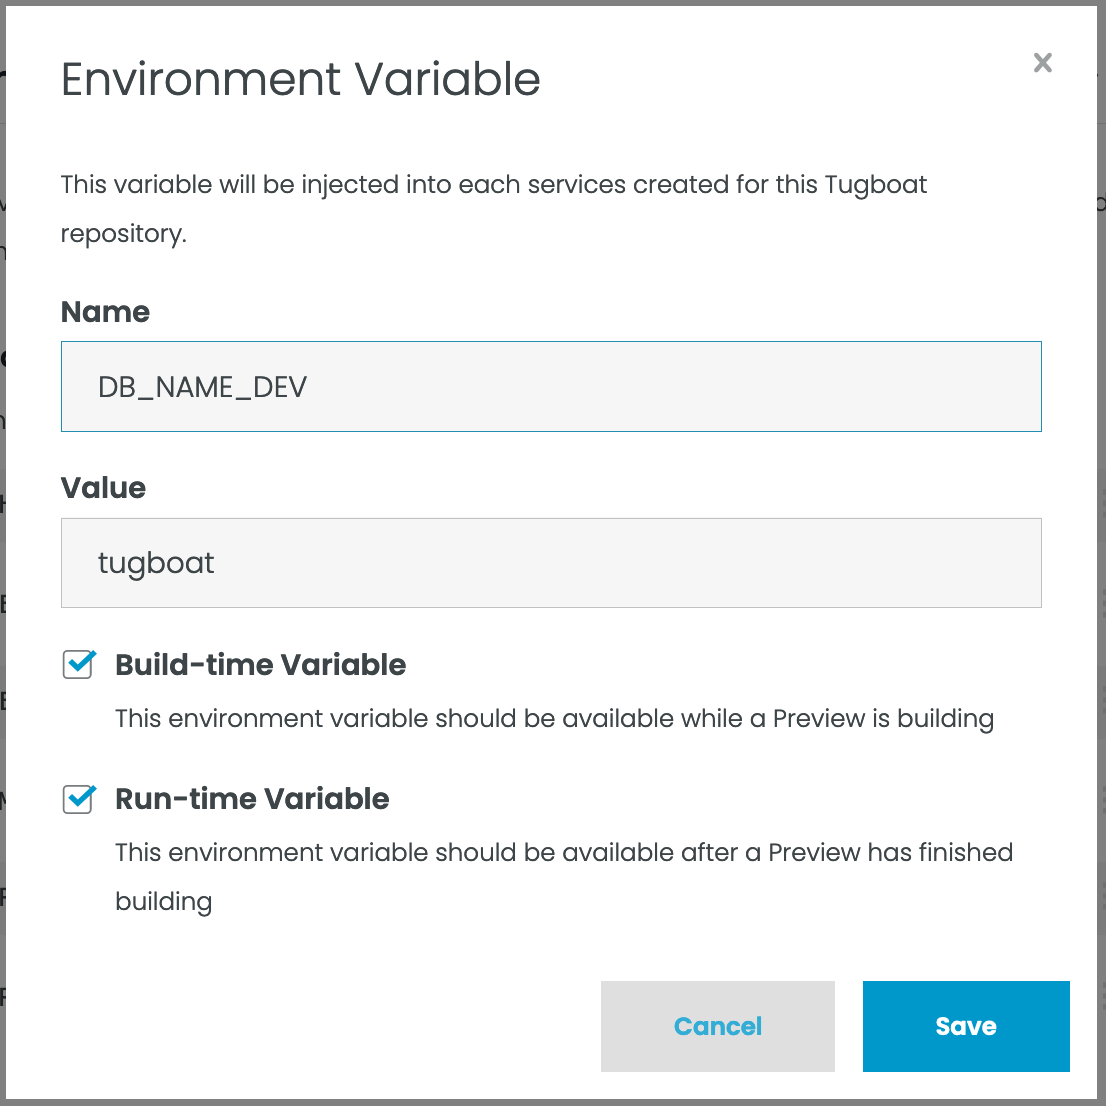 Environment Variable
This variable will be injected into each services created for this Tugboat
repository.
Name
DB_NAME_DEV
Value
tugboat
Build-time Variable
This environment variable should be available while a Preview is building
Run-time Variable
This environment variable should be available after a Preview has finished
building
Cancel
Save